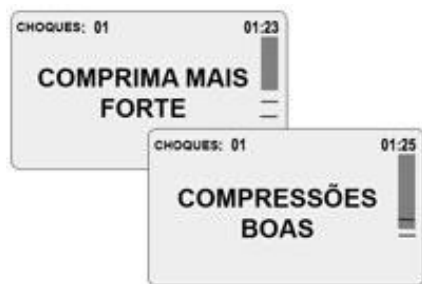 CHOQUES: 01 01:23
COMPRIMA MAIS
FORTE
CHOQUES: 01 01:25
COMPRESSÕES
BOAS